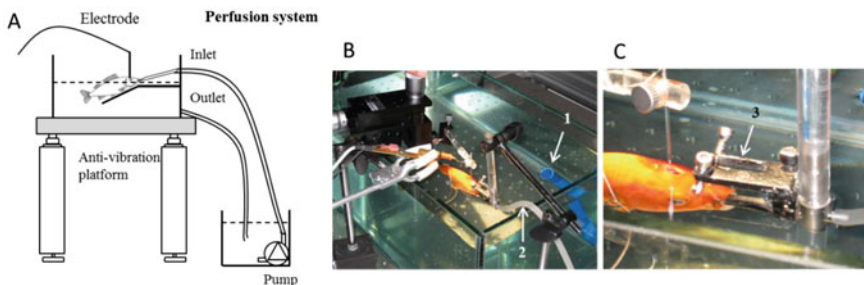 A
Electrode
Perfusion system
Inlet
Outlet
Anti-vibration
platform
Pump
B
1
2
C
3